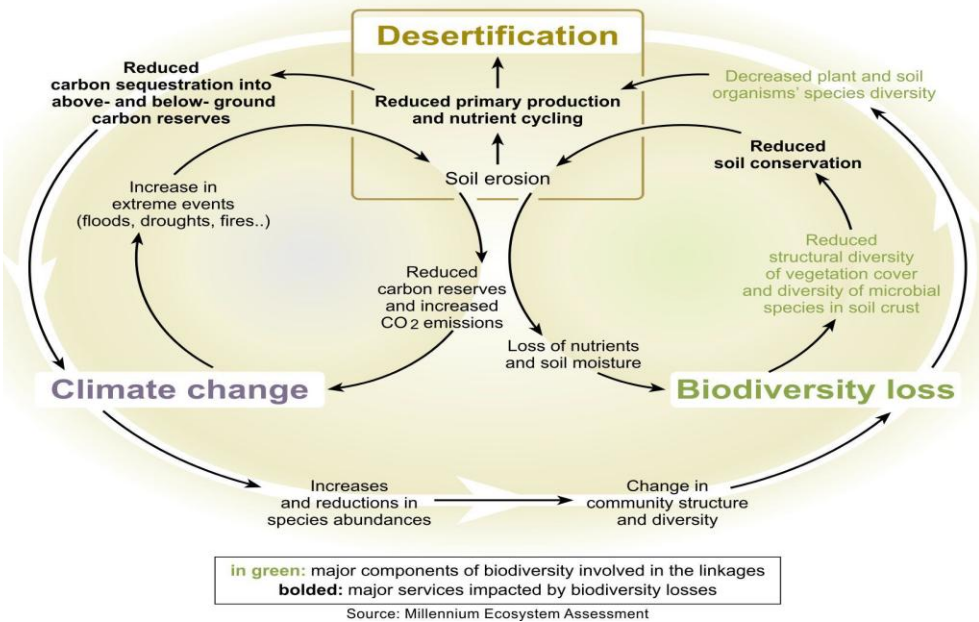 Desertification
Reduced
carbon sequestration into
above- and below- ground
carbon reserves
Reduced primary production
and nutrient cycling
Decreased plant and soil
organisms' species diversity
Reduced
soil conservation
Soil erosion
Increase in
extreme events
(floods, droughts, fires..)
Reduced
carbon reserves
and increased
CO2 emissions
Reduced
structural diversity
of vegetation cover
and diversity of microbial
species in soil crust
Loss of nutrients
and soil moisture
Climate change
Biodiversity loss
Increases
and reductions in
species abundances
Change in
community structure
and diversity
in green: major components of biodiversity involved in the linkages
bolded: major services impacted by biodiversity losses
Source: Millennium Ecosystem Assessment